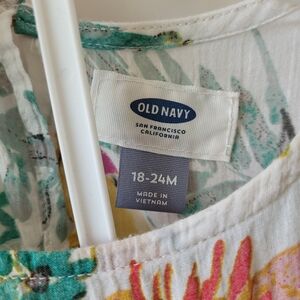 OLD NAVY
SAN FRANCISCO
CALIFORNIA
18-24M
MADE IN
VIETNAM